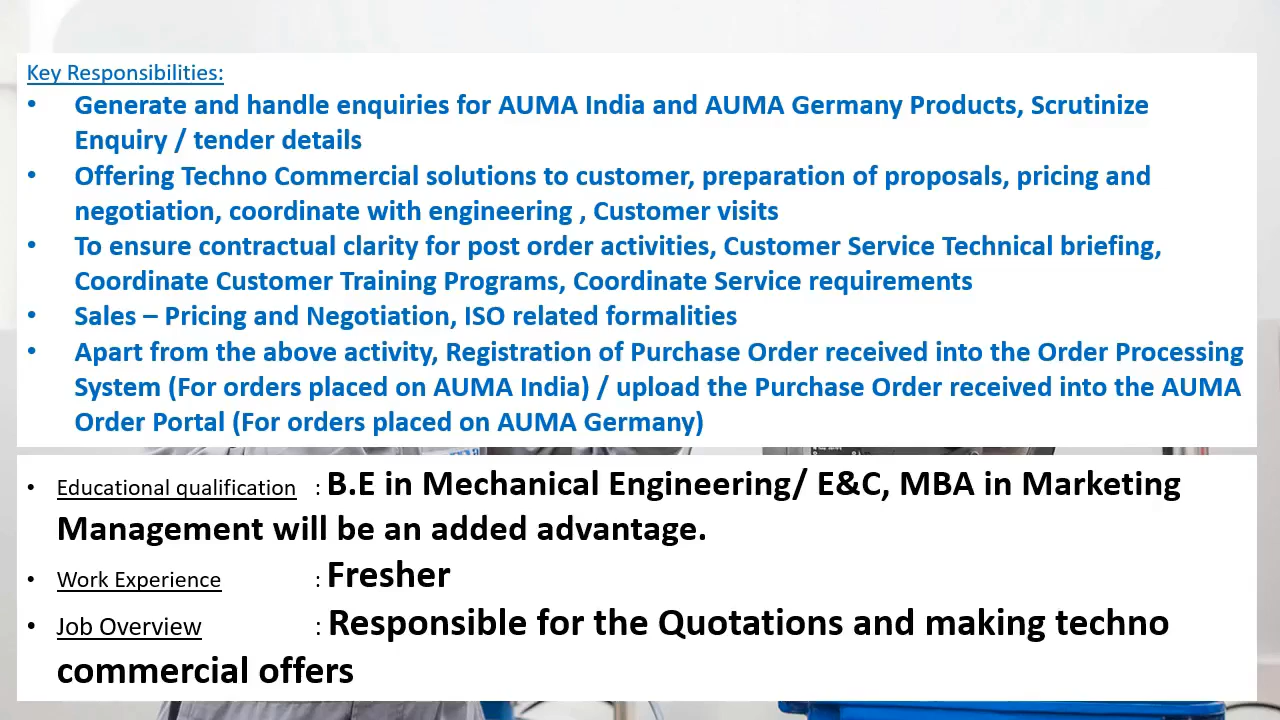 Key Responsibilities:
• Generate and handle enquiries for AUMA India and AUMA Germany Products, Scrutinize
Enquiry / tender details
• Offering Techno Commercial solutions to customer, preparation of proposals, pricing and
negotiation, coordinate with engineering , Customer visits
• To ensure contractual clarity for post order activities, Customer Service Technical briefing,
Coordinate Customer Training Programs, Coordinate Service requirements
• Sales – Pricing and Negotiation, ISO related formalities
• Apart from the above activity, Registration of Purchase Order received into the Order Processing
System (For orders placed on AUMA India) / upload the Purchase Order received into the AUMA
Order Portal (For orders placed on AUMA Germany)
• Educational qualification : B.E in Mechanical Engineering/ E&C, MBA in Marketing
Management will be an added advantage.
• Work Experience : Fresher
• Job Overview : Responsible for the Quotations and making techno
commercial offers